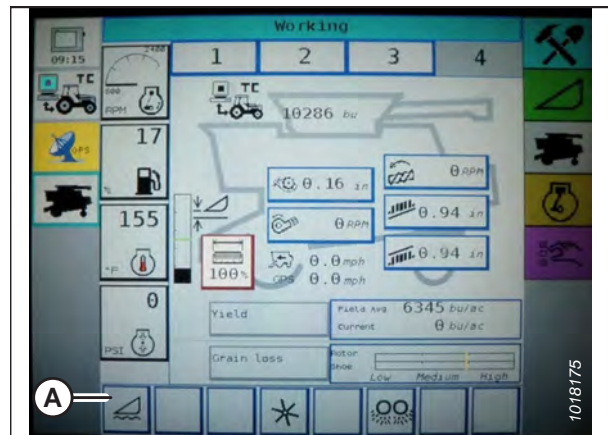 Working
09:15
TC
GPS
2400
600
RPM
17
155
°F
0
PSI
1 2 3 4
TC
10286 bu
0.16 in
0 RPM
0 RPM
0.94 in
0.94 in
100%
0.0 mph
GPS 0.0 mph
Yield
Field Avg 6345 bu/ac
Current 0 bu/ac
Grain loss
Rotor
Shoe
Low Medium High
A
1018175